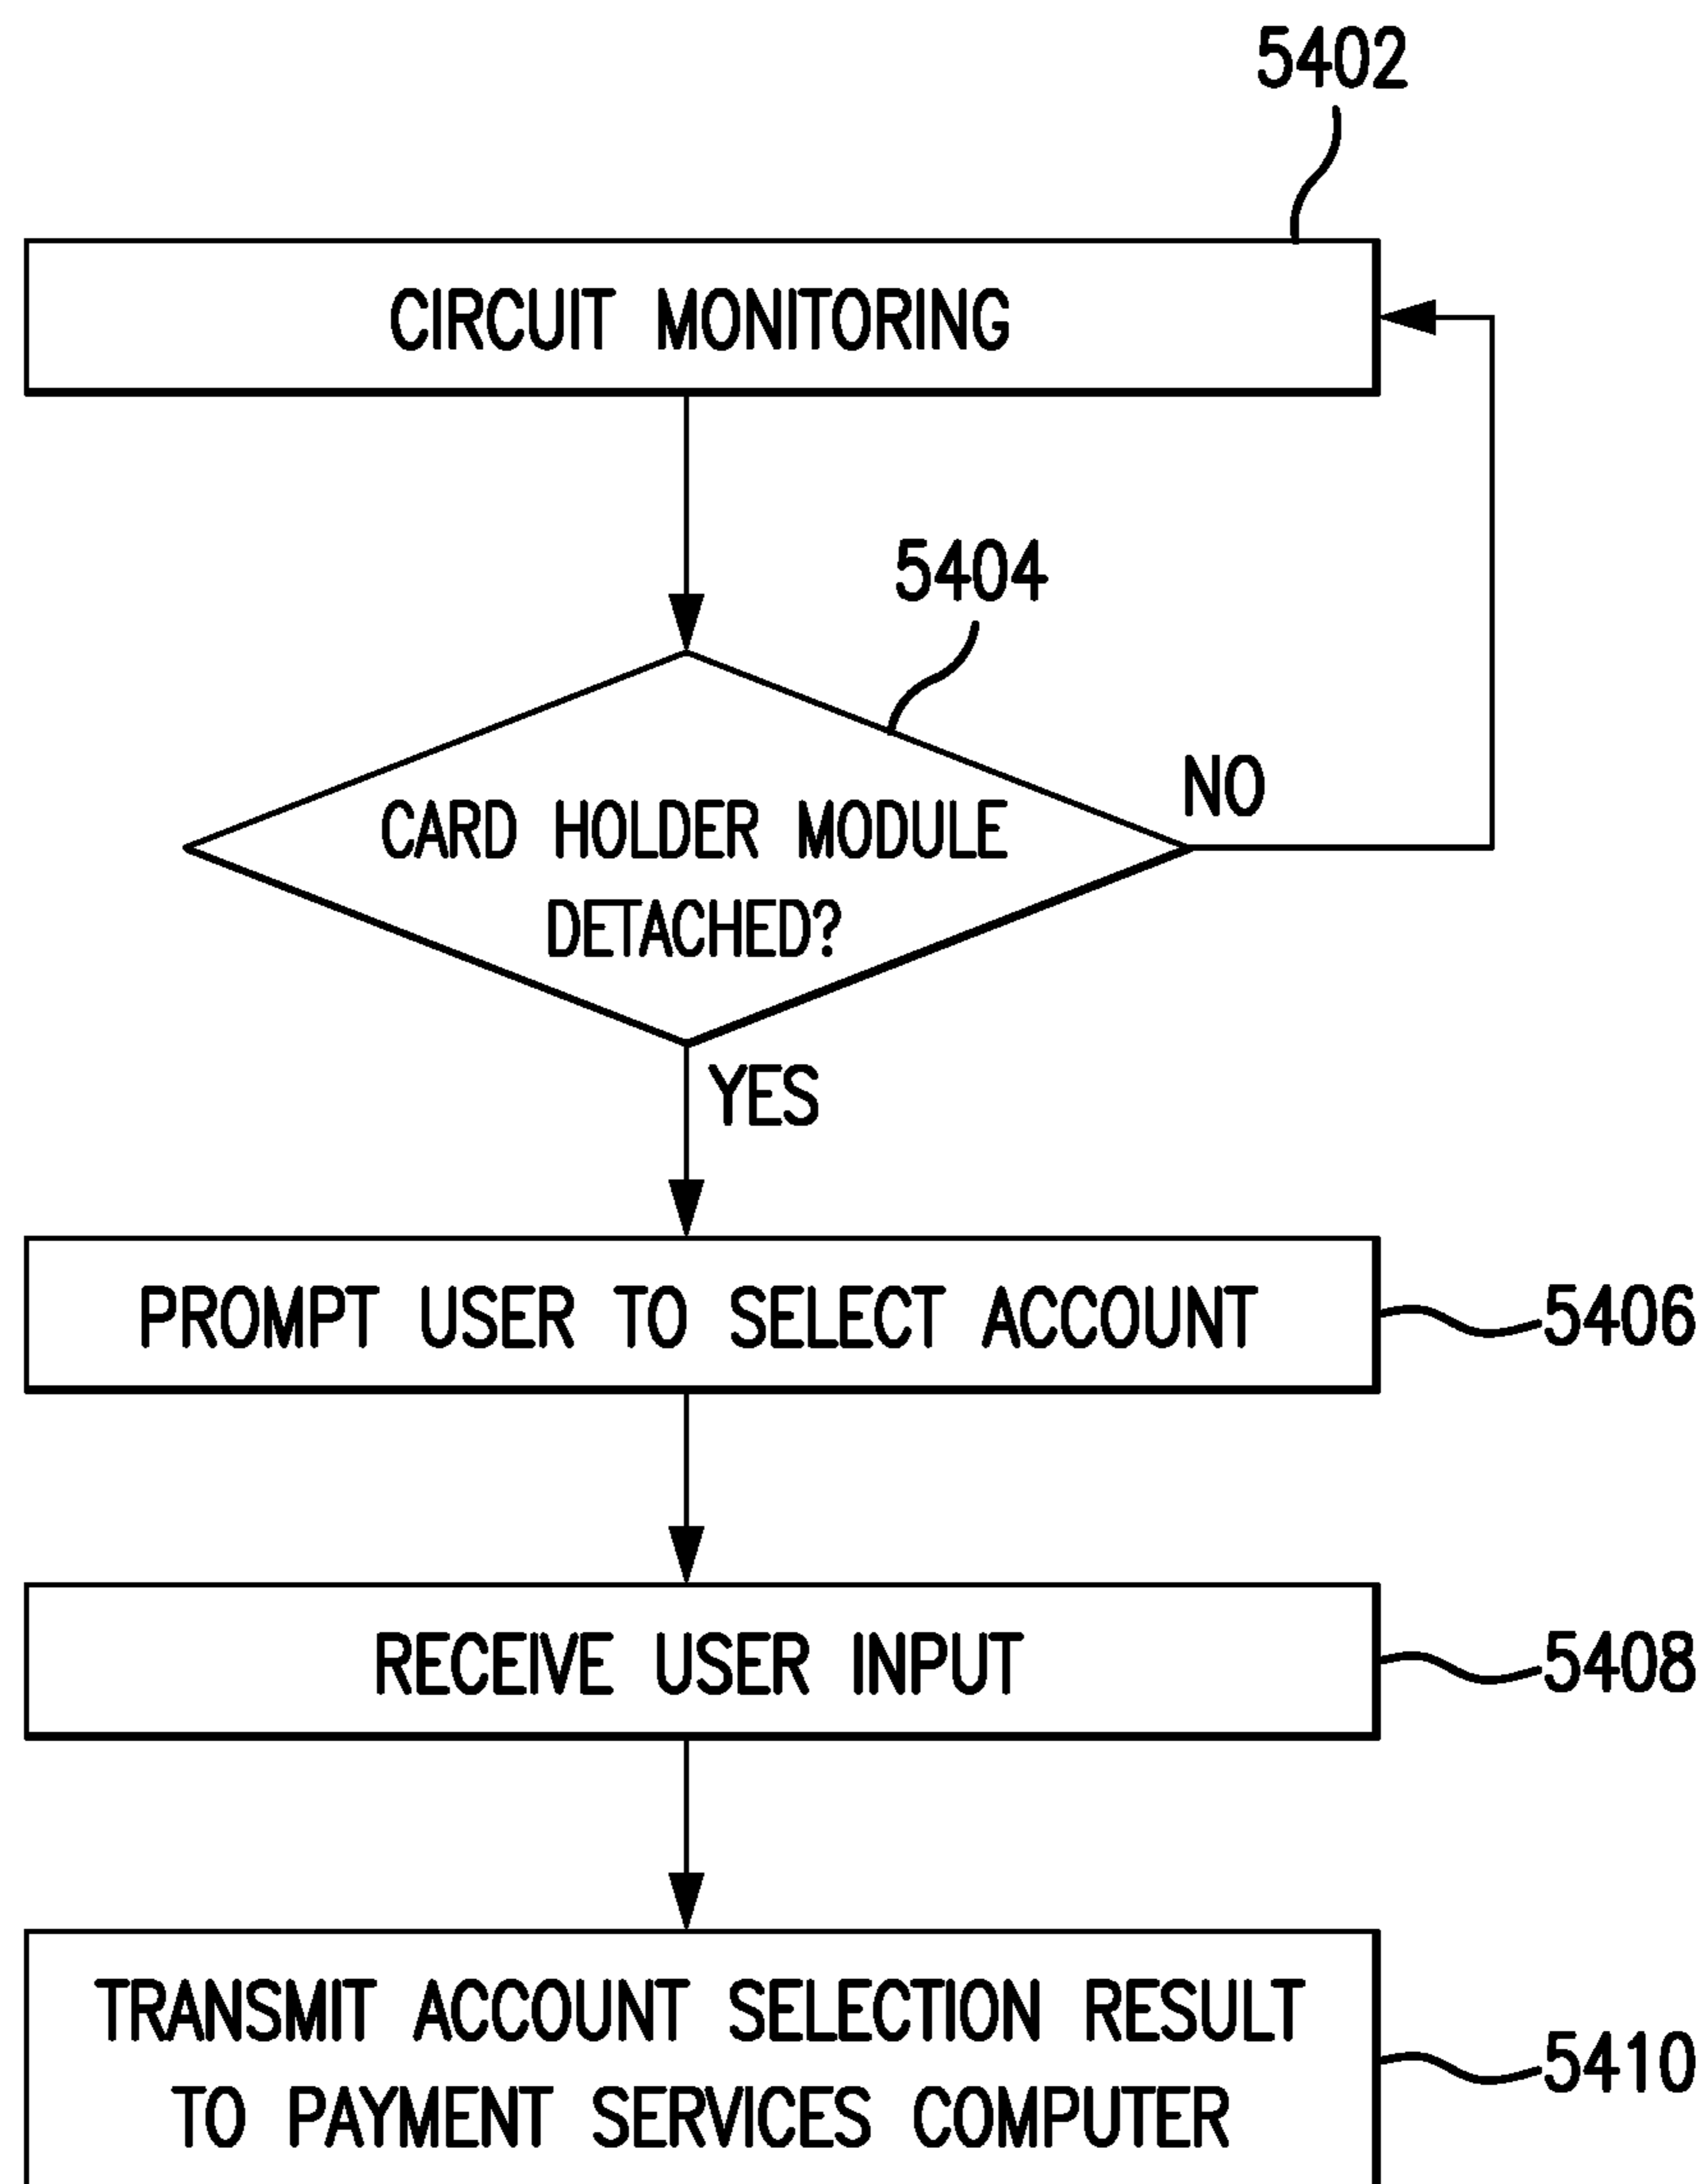 5402
CIRCUIT MONITORING
5404
NO
CARD HOLDER MODULE
DETACHED?
YES
PROMPT USER TO SELECT ACCOUNT
5406
RECEIVE USER INPUT
5408
TRANSMIT ACCOUNT SELECTION RESULT
TO PAYMENT SERVICES COMPUTER
5410